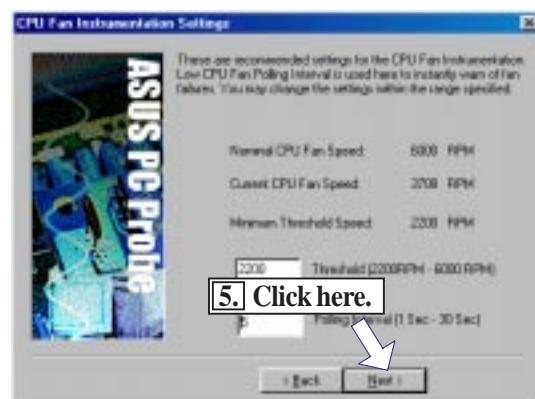 CPU Fan Instrumentation Settings
ASUS PC Probe
These are recommended settings for the CPU Fan Instrumentation.
Low CPU Fan Polling Interval is used here to instantly warn of fan
failures. You may change the settings within the range specified.
Nominal CPU Fan Speed: 6000 RPM
Current CPU Fan Speed: RPM
Minimum Threshold Speed: 2200 RPM
2200 Threshold (2200RPM - 6000 RPM)
5. Click here.
Polling Interval (1 Sec - 30 Sec)
< Back Next >